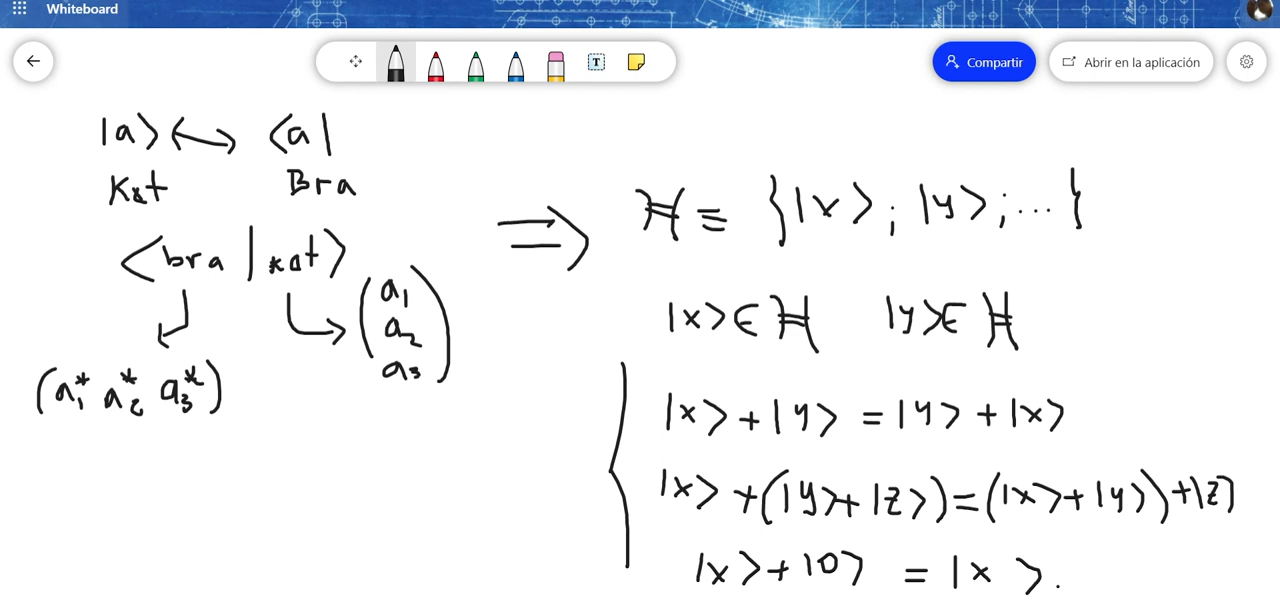 Whiteboard
T
Compartir
Abrir en la aplicación
|a> ↔ <a|
Ket Bra
<bra | ket>
(a₁* a₂* a₃*)
(a₁
a₂
a₃)
⇒ ℋ ≡ {|x>; |y>; ...}
|x> ∈ ℋ |y> ∈ ℋ
|x> + |y> = |y> + |x>
|x> + (|y> + |z>) = (|x> + |y>) + |z>
|x> + |0> = |x>.